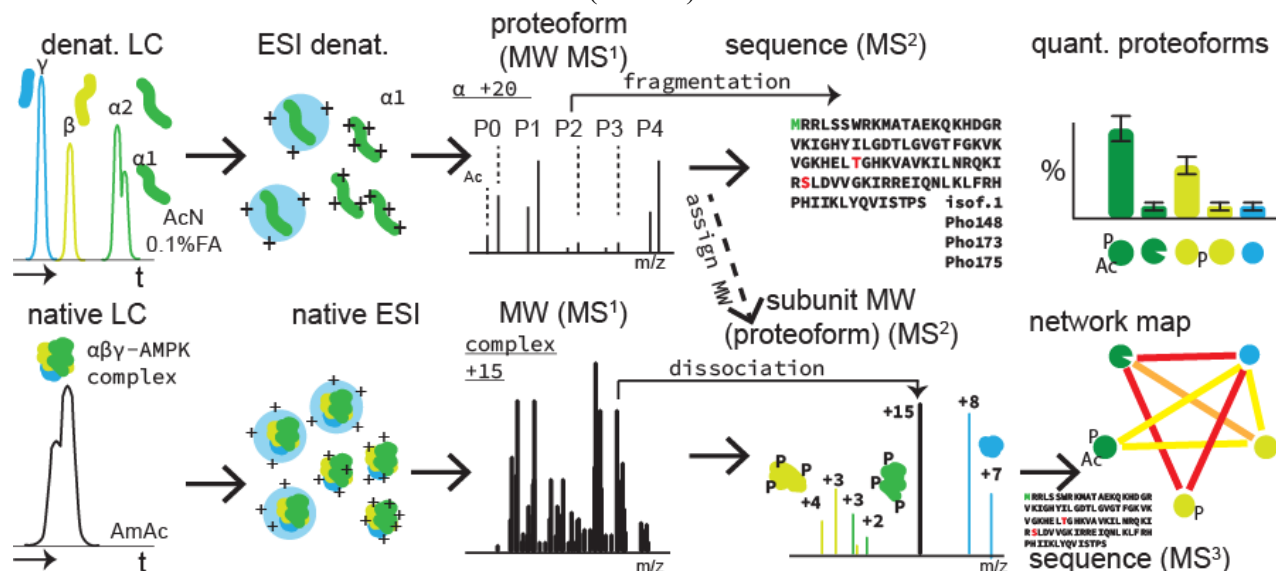 denat. LC
ESI denat.
proteoform
(MW MS¹)
sequence (MS²)
quant. proteoforms
γ
β
α2
α1
AcN
0.1%FA
t
α1
α +20
fragmentation
P0 P1 P2 P3 P4
Ac
m/z
MRRLSSWRKMATAEKQKHDGR
VKIGHYILGDTLGVGTFGKVK
VGKHELTGHKVAVKILNRQKI
RSLDVVGKIRREIQNLKLFRH
PHIIKLYQVISTPS isof.1
Pho148
Pho173
Pho175
assign MW
%
P
Ac
P
native LC
native ESI
MW (MS¹)
subunit MW
(proteoform) (MS²)
network map
αβγ-AMPK
complex
AmAc
t
complex
+15
dissociation
P
P
P
+4
+3
+3
+2
P
P
P
+15
+8
+7
m/z
P
Ac
P
MRRLSSWRKMATAEKQKHDGR
VKIGHYILGDTLGVGTFGKVK
VGKHELTGHKVAVKILNRQKI
RSLDVVGKIRREIQNLKLFRH
PHIIKLYQVISTPS
sequence (MS³)